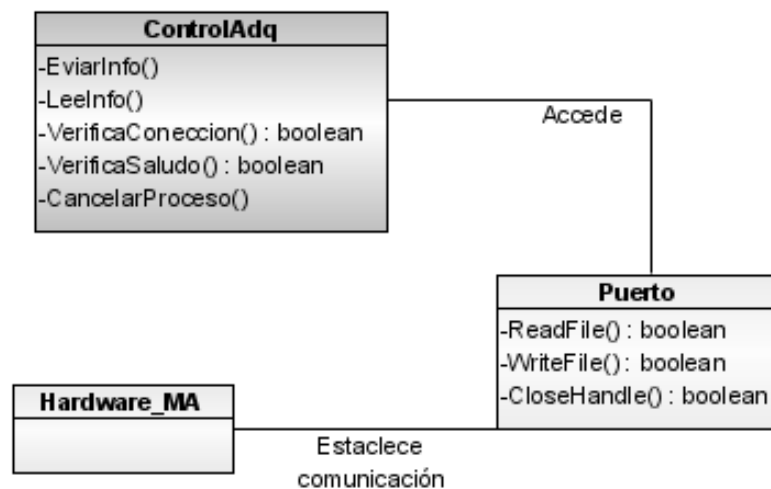 ControlAdq
-EviarInfo()
-LeeInfo()
-VerificaConeccion() : boolean
-VerificaSaludo() : boolean
-CancelarProceso()
Accede
Puerto
-ReadFile() : boolean
-WriteFile() : boolean
-CloseHandle() : boolean
Hardware_MA
Estaclece
comunicación